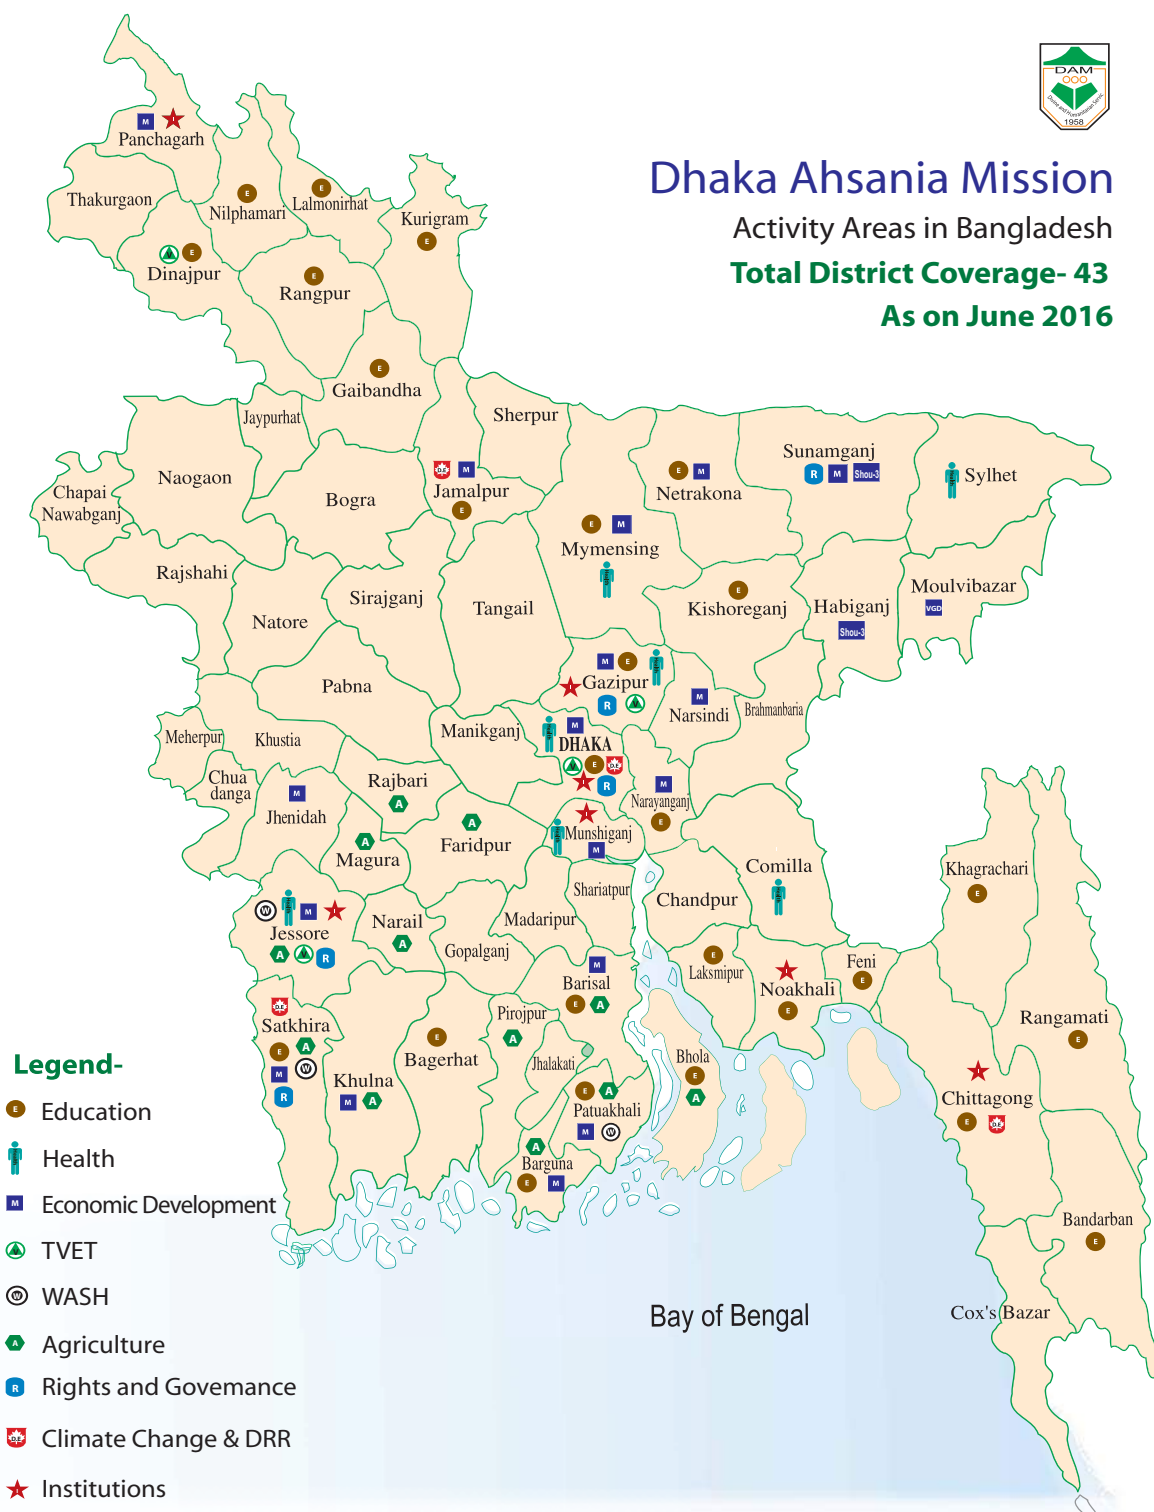 DAM
Divine and Humanitarian Service
1958
Dhaka Ahsania Mission
Activity Areas in Bangladesh
Total District Coverage- 43
As on June 2016
M
Panchagarh
Thakurgaon
E
Nilphamari
E
Lalmonirhat
Kurigram
E
V E
Dinajpur
E
Rangpur
E
Gaibandha
Jaypurhat
Sherpur
Naogaon
Chapai
Nawabganj
Bogra
D.E M
Jamalpur
E
E M
Netrakona
Sunamganj
R M Shou-3
Sylhet
E M
Mymensing
Rajshahi
Sirajganj
Natore
Tangail
E
Kishoreganj
Habiganj
Shou-3
Moulvibazar
VGD
Pabna
M E
Gazipur
R V
M
Narsindi
Brahmanbaria
Meherpur
Khustia
Manikganj
M
DHAKA
V E D.E
R
Chua
danga
M
Jhenidah
Rajbari
A
M
Narayanganj
E
A
Magura
A
Faridpur
Munshiganj
M
Comilla
Khagrachari
E
Shariatpur
Chandpur
W M
Jessore
A V R
Narail
A
Madaripur
Gopalganj
E
Laksmipur
Noakhali
E
Feni
E
M
Barisal
E A
D.E
Satkhira
E A
M W
R
Pirojpur
A
Rangamati
E
E
Bagerhat
Jhalakati
Bhola
E
A
Khulna
M A
E A
Patuakhali
M W
Chittagong
E D.E
A
Barguna
E M
Bandarban
E
Cox's Bazar
Bay of Bengal
Legend-
E Education
Health
M Economic Development
V TVET
W WASH
A Agriculture
R Rights and Govemance
D.E Climate Change & DRR
Institutions